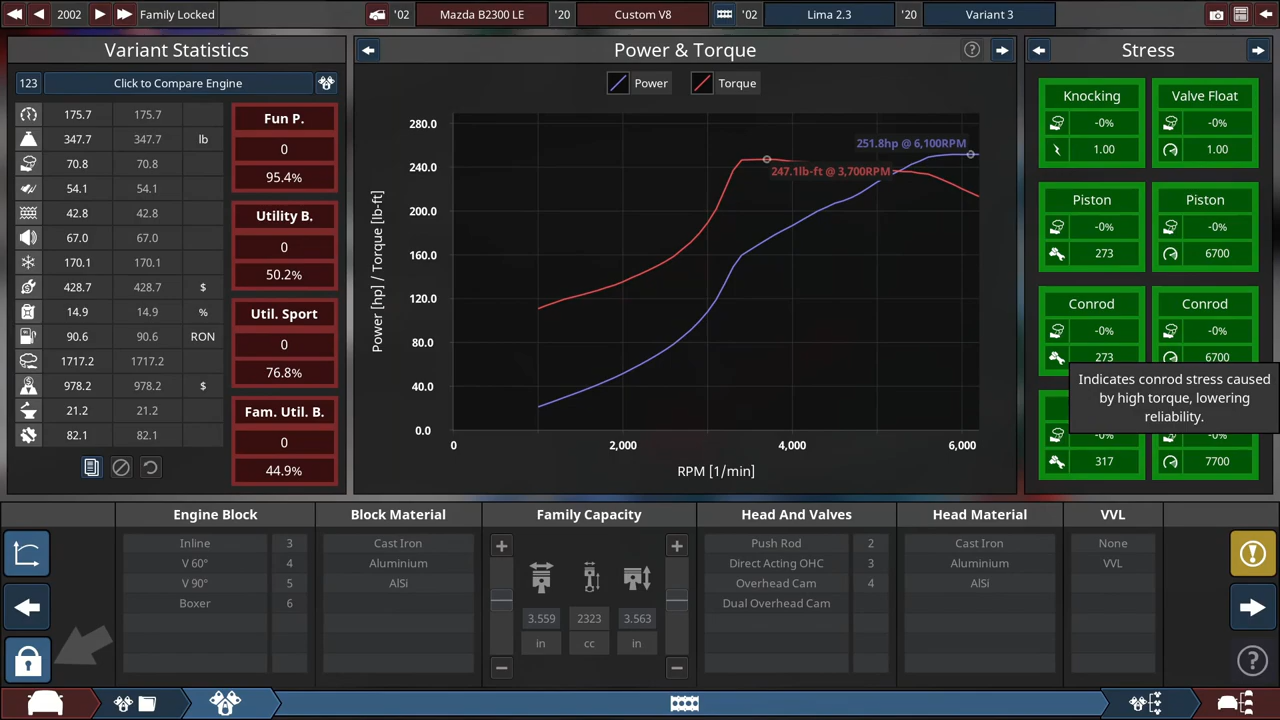 2002
Family Locked
'02
Mazda B2300 LE
'20
Custom V8
'02
Lima 2.3
'20
Variant 3
Variant Statistics
123
Click to Compare Engine
175.7 175.7
347.7 347.7 lb
70.8 70.8
54.1 54.1
42.8 42.8
67.0 67.0
170.1 170.1
428.7 428.7 $
14.9 14.9 %
90.6 90.6 RON
1717.2 1717.2
978.2 978.2 $
21.2 21.2
82.1 82.1
Fun P.
0
95.4%
Utility B.
0
50.2%
Util. Sport
0
76.8%
Fam. Util. B.
0
44.9%
Power & Torque
?
Power
Torque
Power [hp] / Torque [lb-ft]
280.0
240.0
200.0
160.0
120.0
80.0
40.0
0.0
251.8hp @ 6,100RPM
247.1lb-ft @ 3,700RPM
0
2,000
4,000
6,000
RPM [1/min]
Stress
Knocking
-0%
1.00
Valve Float
-0%
1.00
Piston
-0%
273
Piston
-0%
6700
Conrod
-0%
273
Conrod
-0%
6700
Indicates conrod stress caused
by high torque, lowering
reliability.
-0%
317
-0%
7700
Engine Block
Inline 3
V 60° 4
V 90° 5
Boxer 6
Block Material
Cast Iron
Aluminium
AlSi
Family Capacity
3.559
in
2323
cc
3.563
in
Head And Valves
Push Rod 2
Direct Acting OHC 3
Overhead Cam 4
Dual Overhead Cam
Head Material
Cast Iron
Aluminium
AlSi
VVL
None
VVL
?